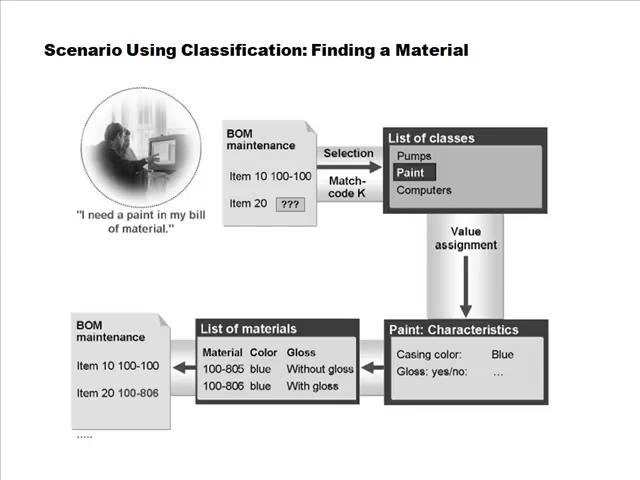 Scenario Using Classification: Finding a Material
"I need a paint in my bill
of material."
BOM
maintenance
Item 10 100-100
Item 20 ???
Selection
Match-
code K
List of classes
Pumps
Paint
Computers
Value
assignment
Paint: Characteristics
Casing color: Blue
Gloss: yes/no: ...
List of materials
Material Color Gloss
100-805 blue Without gloss
100-806 blue With gloss
BOM
maintenance
Item 10 100-100
Item 20 100-806
.....